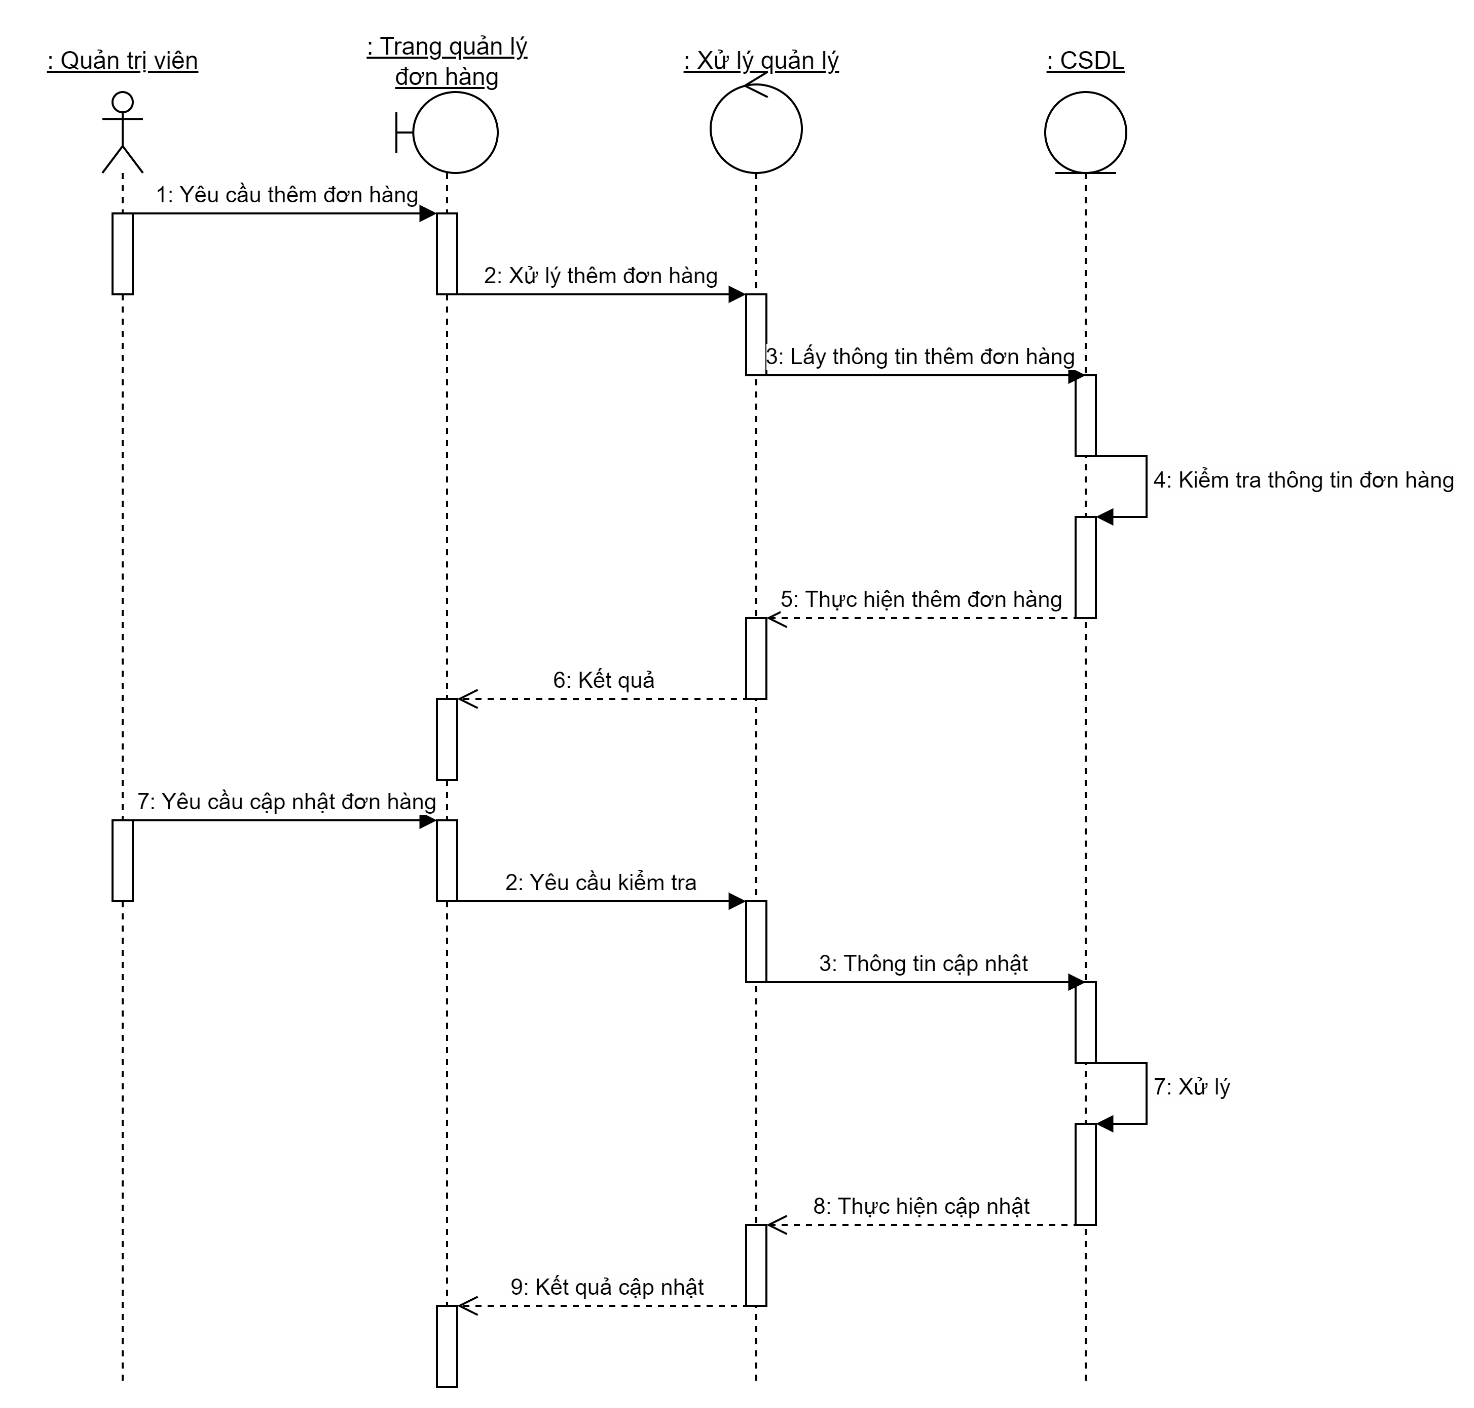 : Quản trị viên
: Trang quản lý
đơn hàng
: Xử lý quản lý
: CSDL
1: Yêu cầu thêm đơn hàng
2: Xử lý thêm đơn hàng
3: Lấy thông tin thêm đơn hàng
4: Kiểm tra thông tin đơn hàng
5: Thực hiện thêm đơn hàng
6: Kết quả
7: Yêu cầu cập nhật đơn hàng
2: Yêu cầu kiểm tra
3: Thông tin cập nhật
7: Xử lý
8: Thực hiện cập nhật
9: Kết quả cập nhật